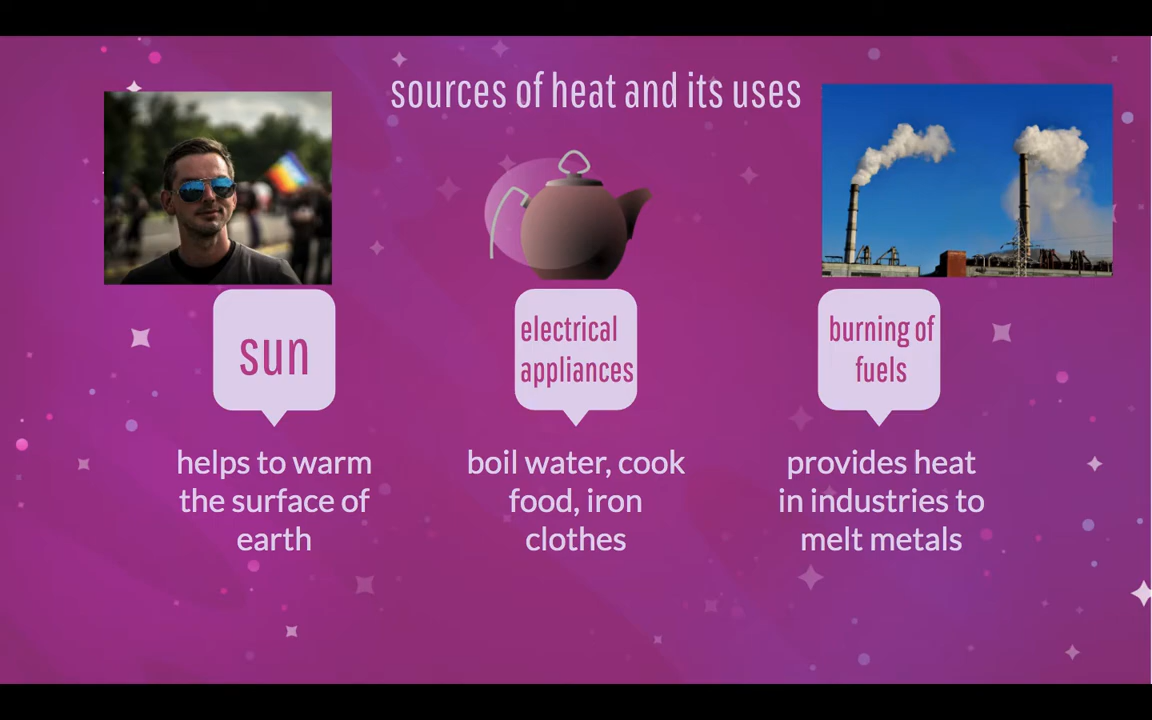 sources of heat and its uses
sun
electrical
appliances
burning of
fuels
helps to warm
the surface of
earth
boil water, cook
food, iron
clothes
provides heat
in industries to
melt metals